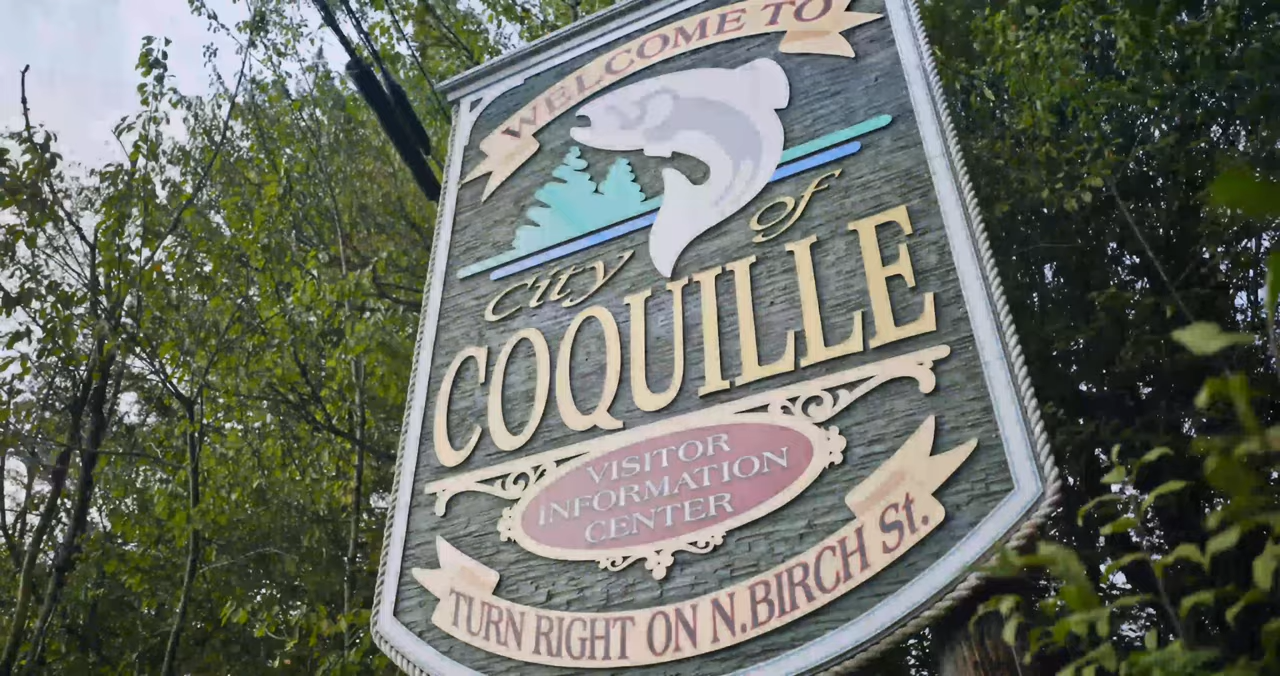 WELCOME TO
City of
COQUILLE
VISITOR
INFORMATION
CENTER
TURN RIGHT ON N. BIRCH St.